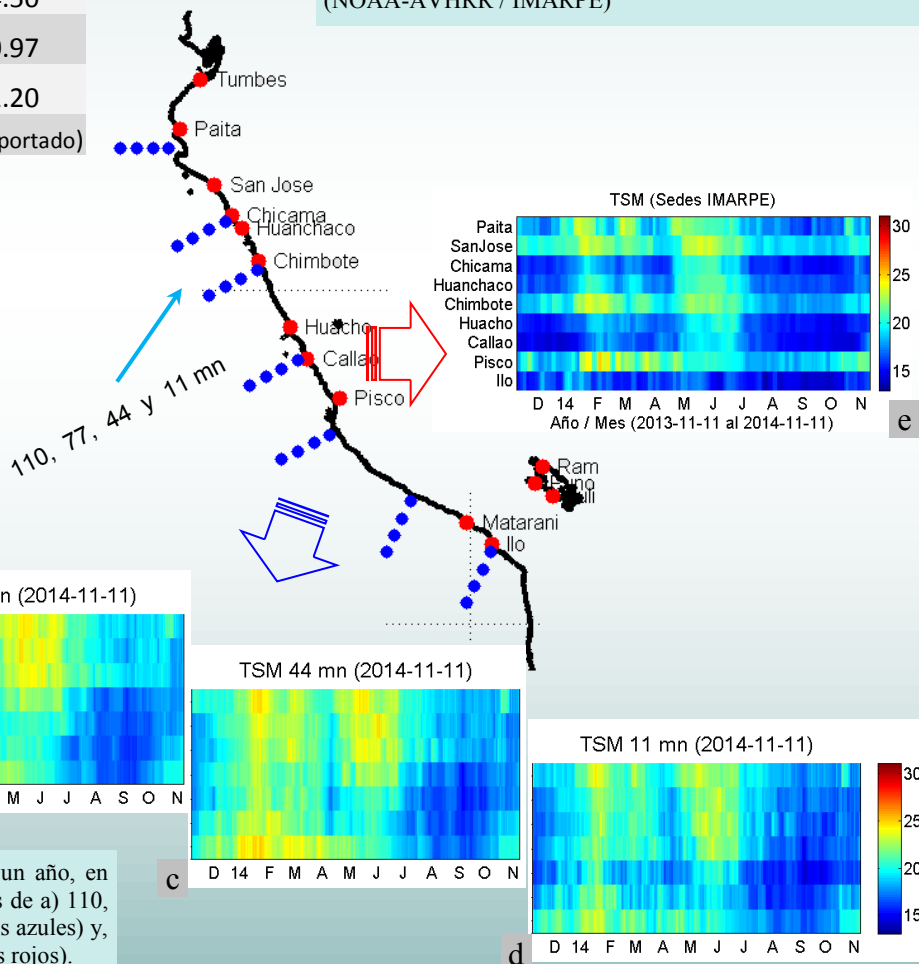 (NOAA-AVHRR / IMARPE)
.97
.20
portado)
Tumbes
Paita
San Jose
Chicama
Huanchaco
Chimbote
Huacho
Callao
Pisco
110, 77, 44 y 11 mn
Ram
Matarani
Ilo
TSM (Sedes IMARPE)
Paita
SanJose
Chicama
Huanchaco
Chimbote
Huacho
Callao
Pisco
Ilo
30
25
20
15
D 14 F M A M J J A S O N
Año / Mes (2013-11-11 al 2014-11-11)
e
n (2014-11-11)
M J J A S O N
TSM 44 mn (2014-11-11)
D 14 F M A M J J A S O N
c
TSM 11 mn (2014-11-11)
30
25
20
15
D 14 F M A M J J A S O N
d
un año, en
s de a) 110,
s azules) y,
s rojos).